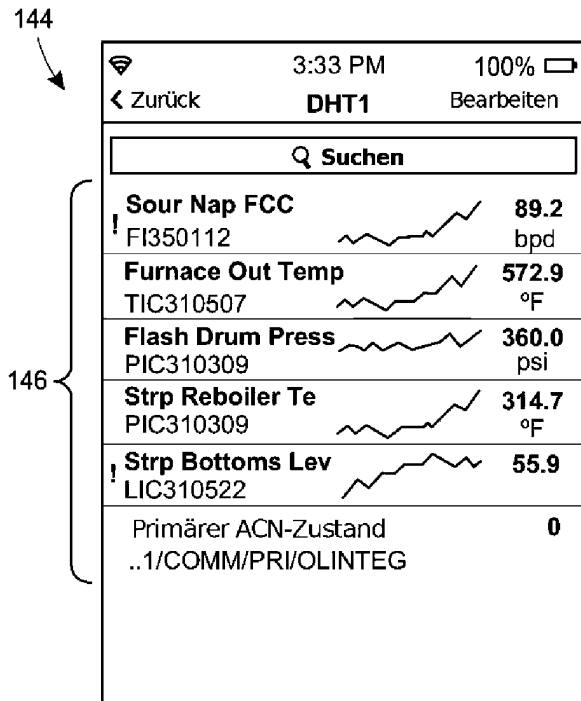 144
3:33 PM 100%
Zurück DHT1 Bearbeiten
Suchen
! Sour Nap FCC 89.2
FI350112 bpd
Furnace Out Temp 572.9
TIC310507 ºF
Flash Drum Press 360.0
PIC310309 psi
146
Strp Reboiler Te 314.7
PIC310309 ºF
! Strp Bottoms Lev 55.9
LIC310522
Primärer ACN-Zustand 0
..1/COMM/PRI/OLINTEG